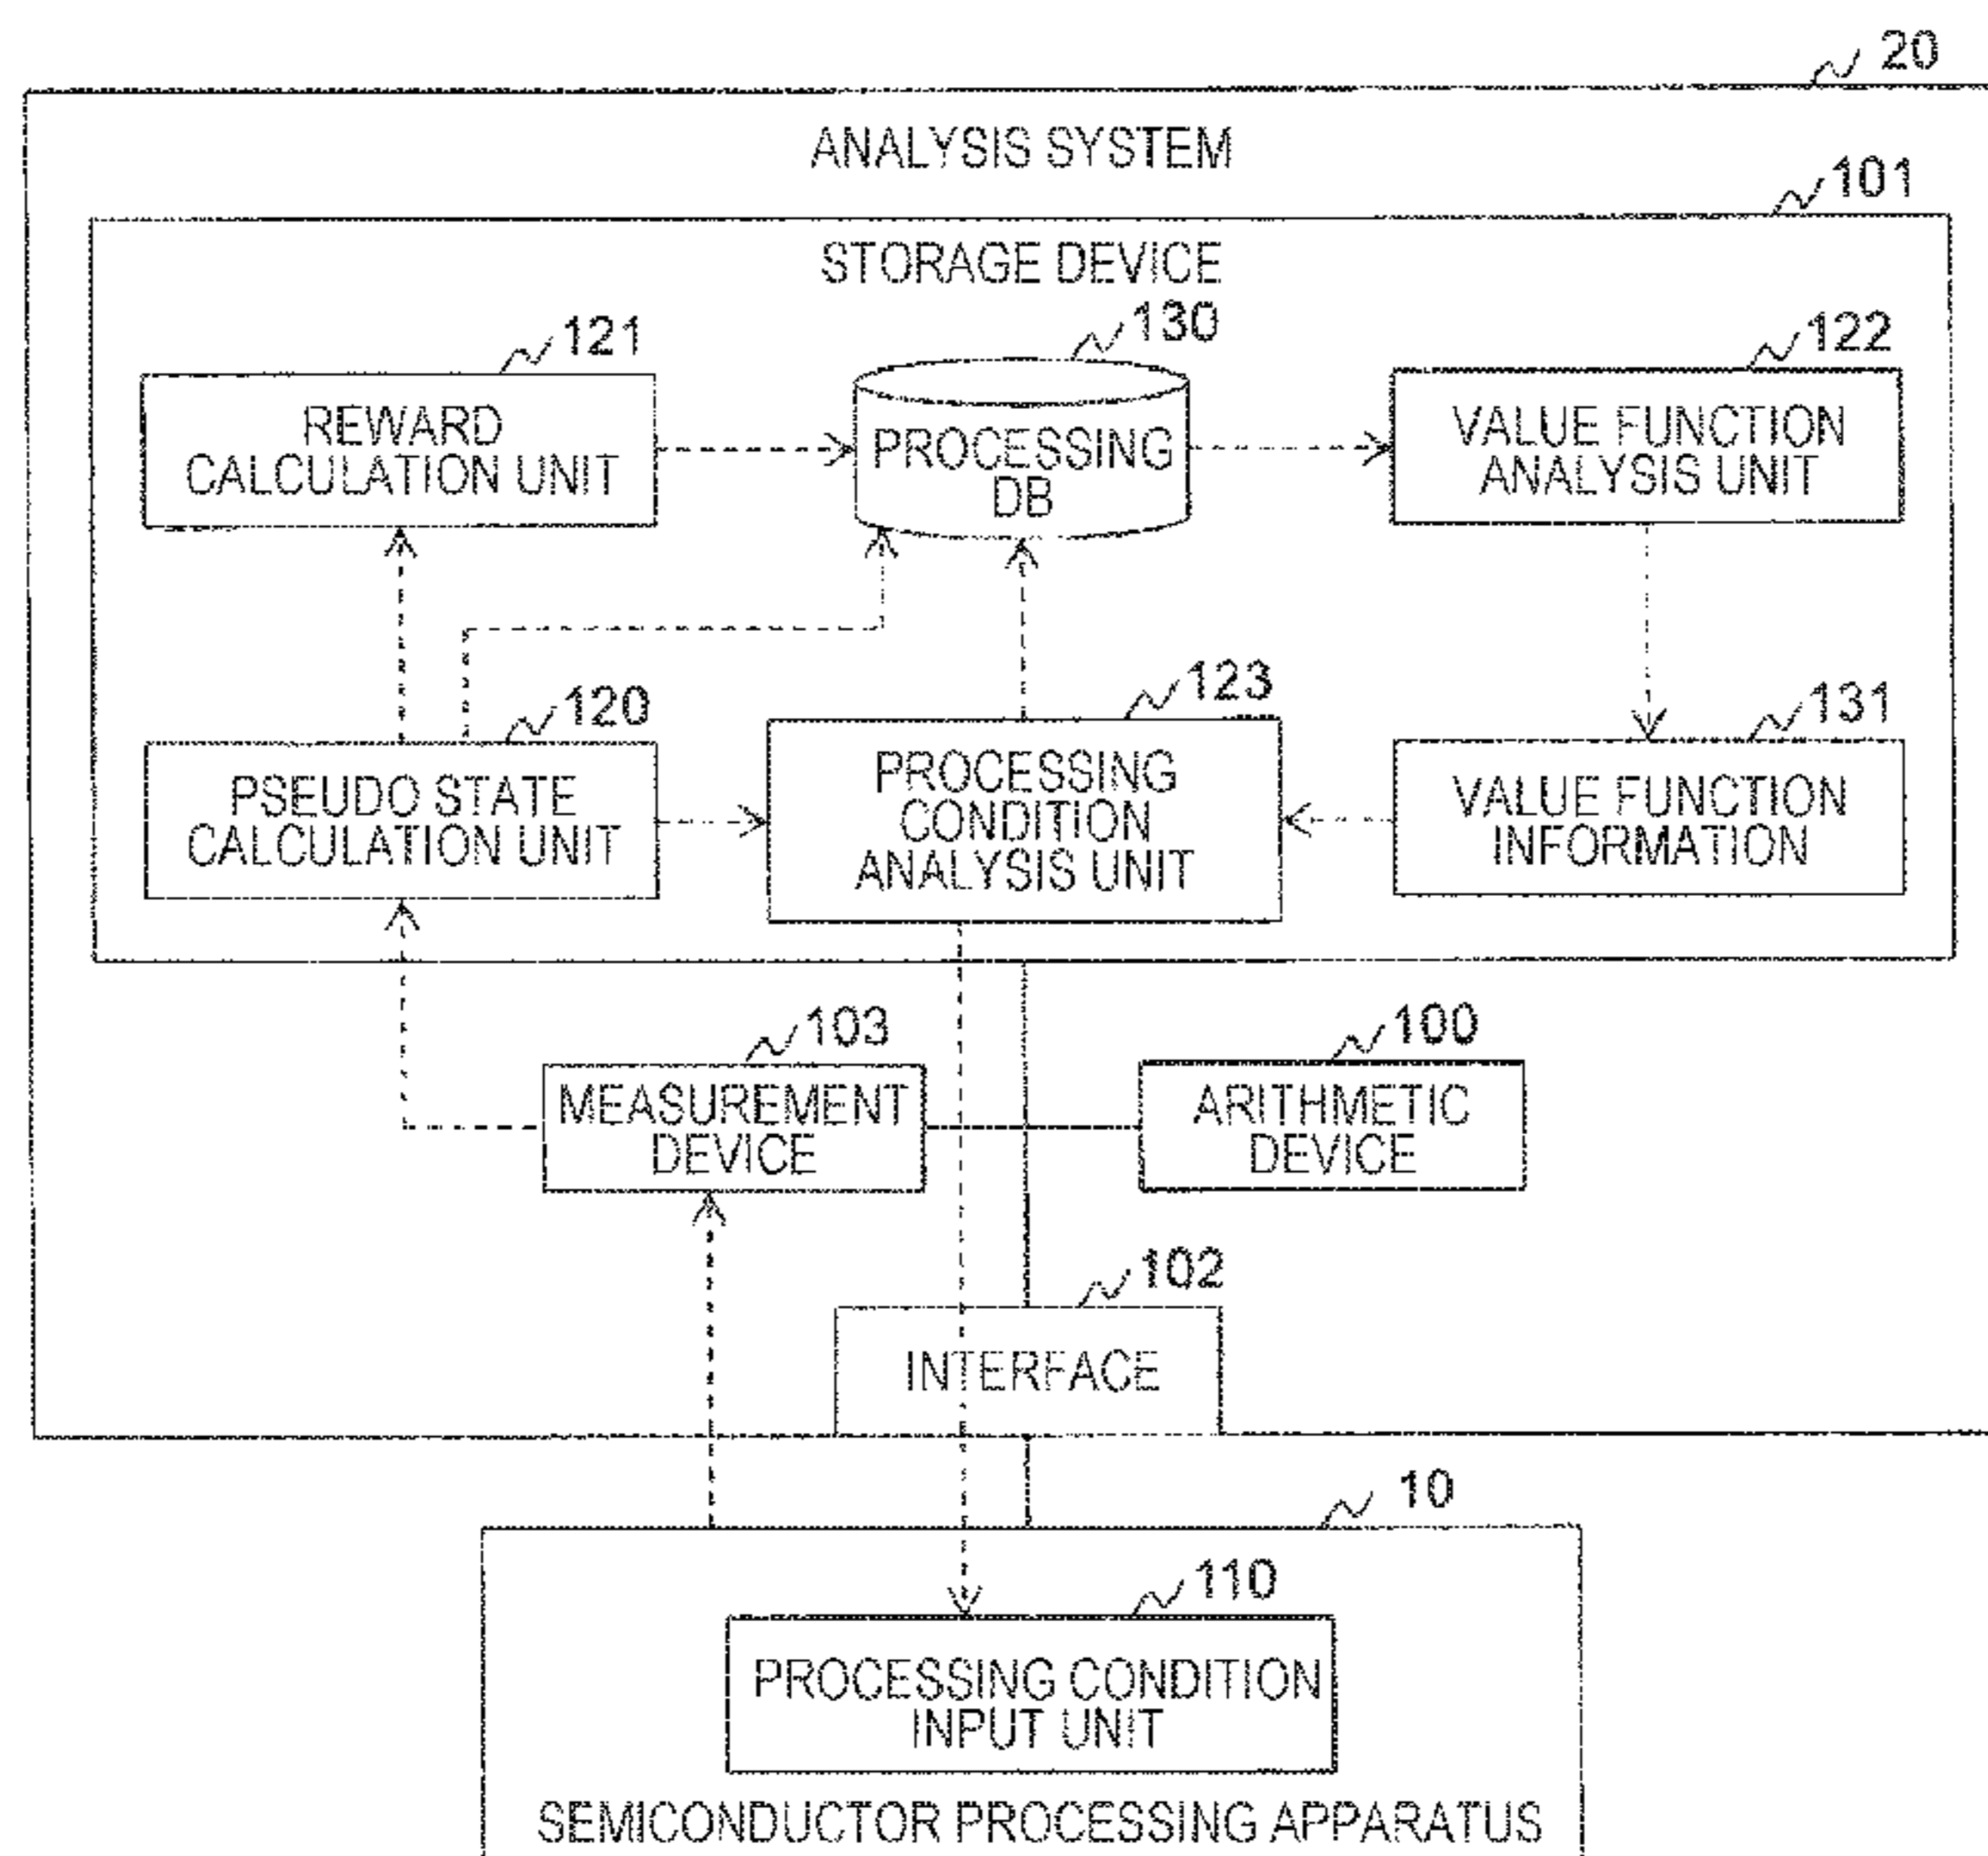 20
ANALYSIS SYSTEM
101
STORAGE DEVICE
121
130
122
REWARD
CALCULATION UNIT
PROCESSING
DB
VALUE FUNCTION
ANALYSIS UNIT
120
123
131
PSEUDO STATE
CALCULATION UNIT
PROCESSING
CONDITION
ANALYSIS UNIT
VALUE FUNCTION
INFORMATION
103
100
MEASUREMENT
DEVICE
ARITHMETIC
DEVICE
102
INTERFACE
10
110
PROCESSING CONDITION
INPUT UNIT
SEMICONDUCTOR PROCESSING APPARATUS